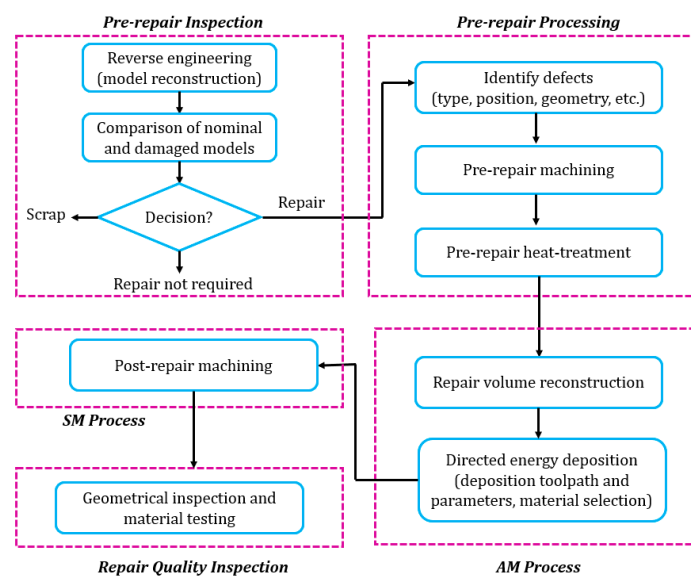 Pre-repair Inspection
Reverse engineering
(model reconstruction)
Comparison of nominal
and damaged models
Decision?
Scrap
Repair
Repair not required
Pre-repair Processing
Identify defects
(type, position, geometry, etc.)
Pre-repair machining
Pre-repair heat-treatment
Repair volume reconstruction
Directed energy deposition
(deposition toolpath and
parameters, material selection)
AM Process
Post-repair machining
SM Process
Geometrical inspection and
material testing
Repair Quality Inspection